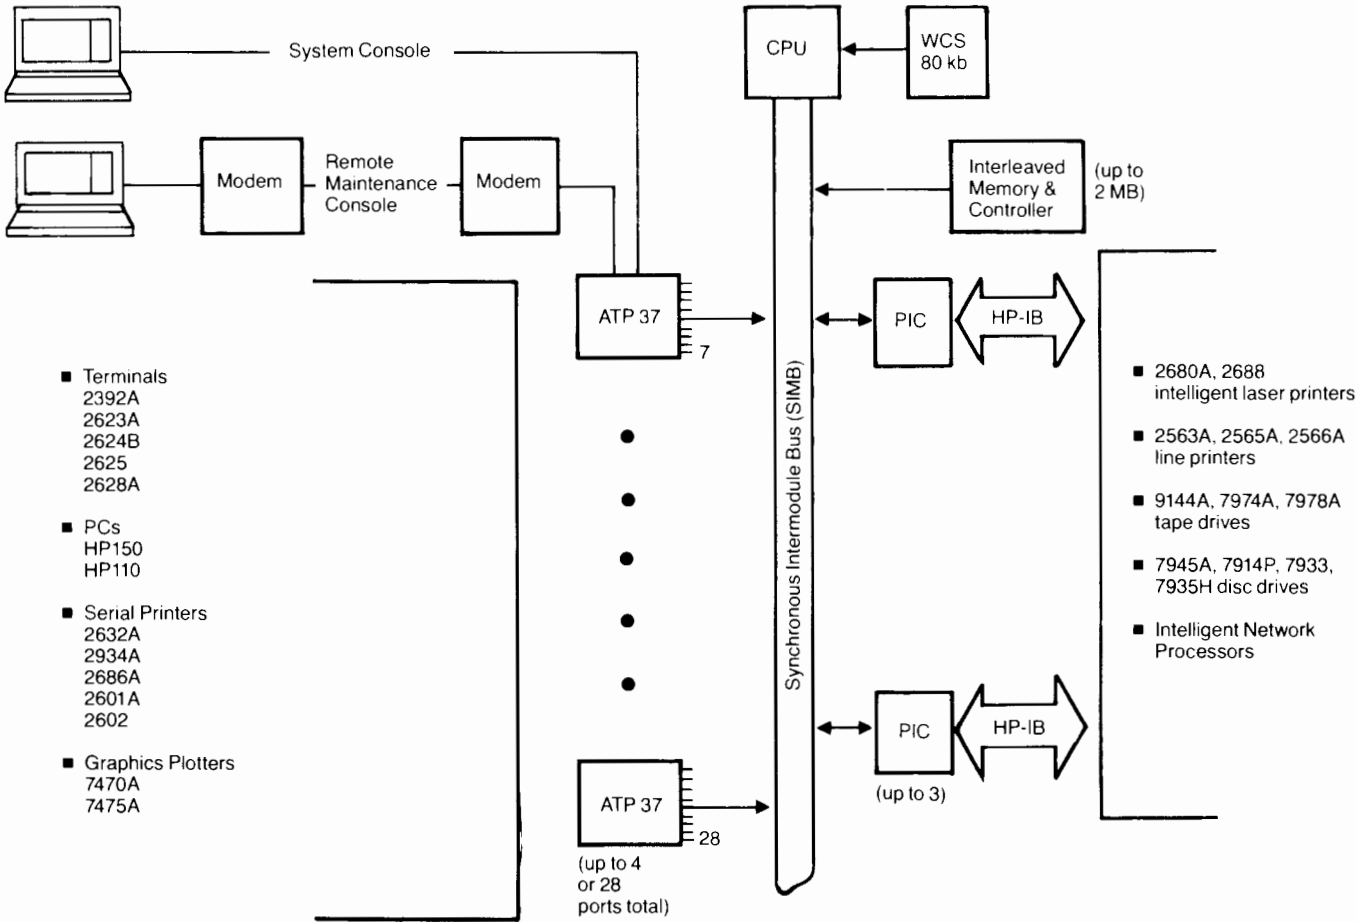 System Console
CPU
WCS
80 kb
Modem
Remote
Maintenance
Console
Modem
Interleaved
Memory &
Controller
(up to
2 MB)
ATP 37
7
PIC
HP-IB
Synchronous Intermodule Bus (SIMB)
■ Terminals
2392A
2623A
2624B
2625
2628A
■ PCs
HP150
HP110
■ Serial Printers
2632A
2934A
2686A
2601A
2602
■ Graphics Plotters
7470A
7475A
■ 2680A, 2688
intelligent laser printers
■ 2563A, 2565A, 2566A
line printers
■ 9144A, 7974A, 7978A
tape drives
■ 7945A, 7914P, 7933,
7935H disc drives
■ Intelligent Network
Processors
ATP 37
28
(up to 4
or 28
ports total)
PIC
(up to 3)
HP-IB